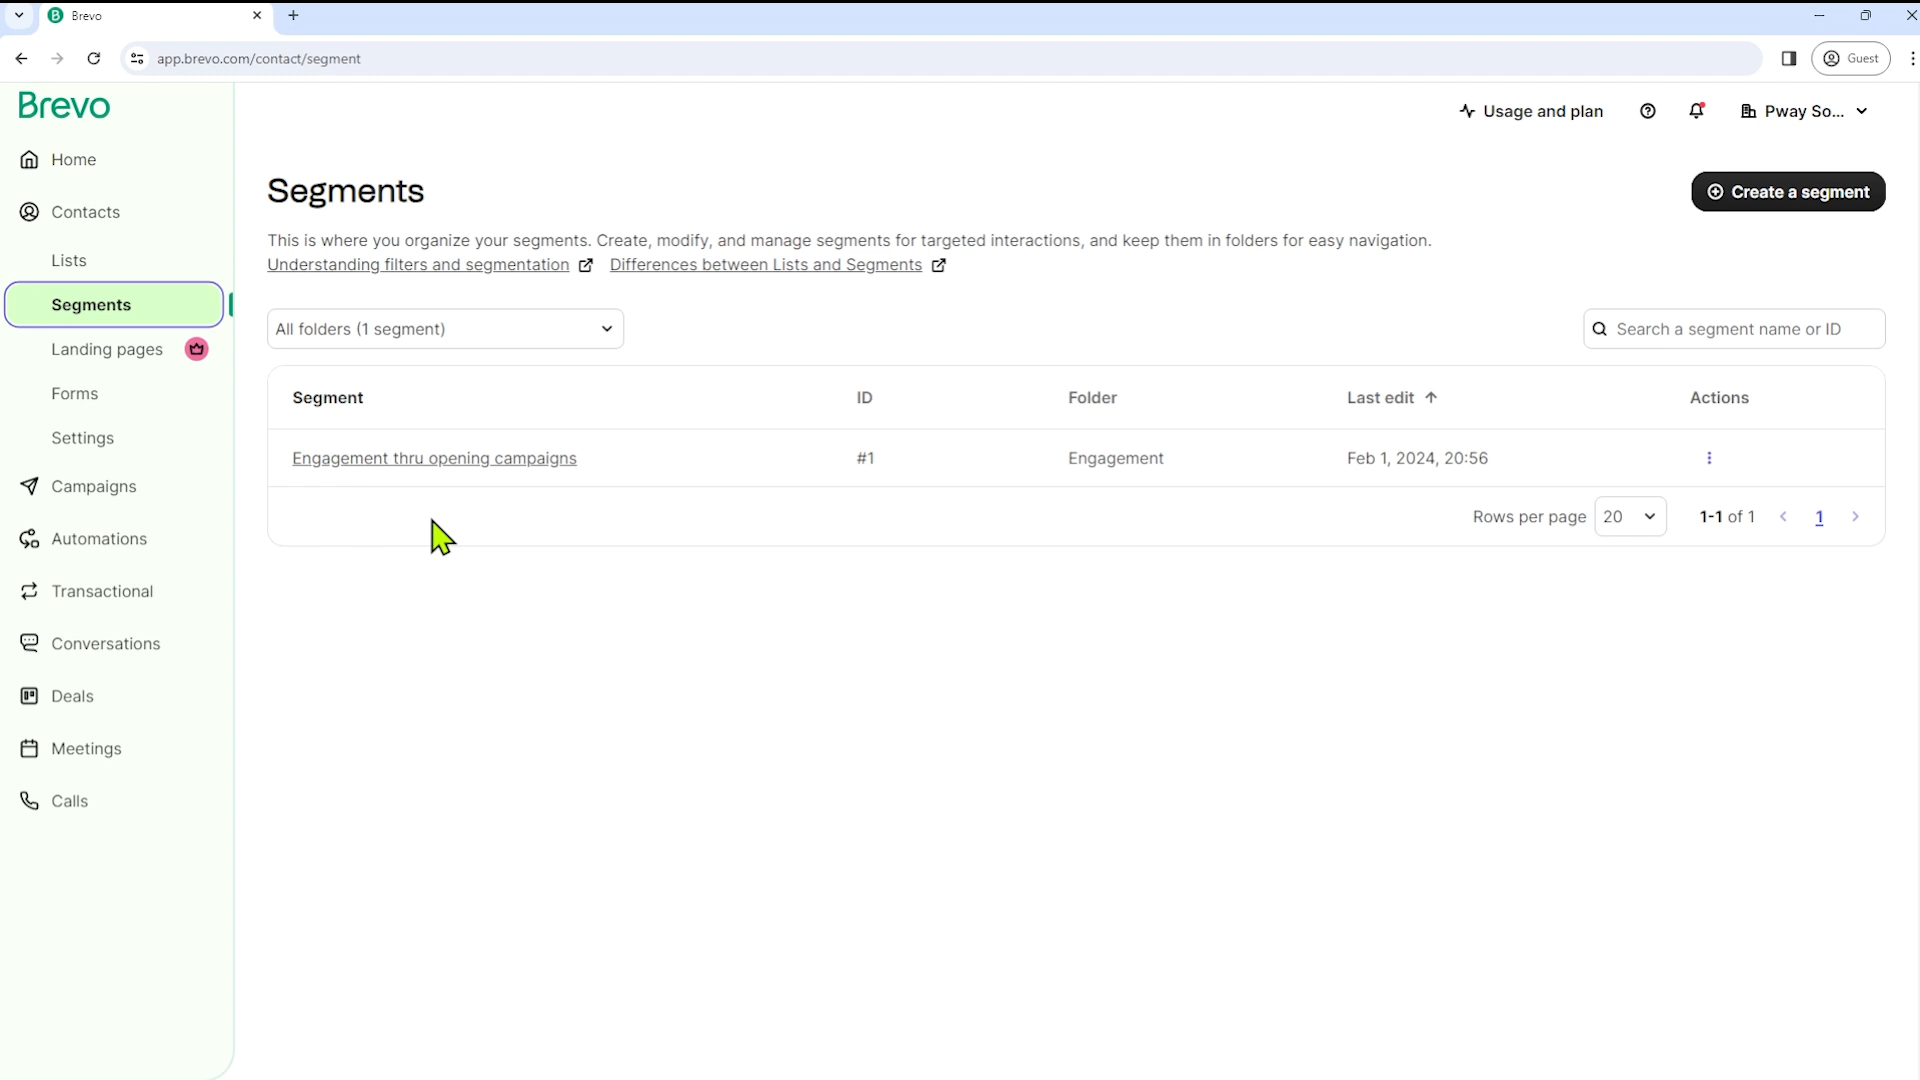 Brevo
app.brevo.com/contact/segment
Guest
Brevo
Usage and plan
Pway So...
Home
Contacts
Lists
Segments
Landing pages
Forms
Settings
Campaigns
Automations
Transactional
Conversations
Deals
Meetings
Calls
Segments
Create a segment
This is where you organize your segments. Create, modify, and manage segments for targeted interactions, and keep them in folders for easy navigation.
Understanding filters and segmentation Differences between Lists and Segments
All folders (1 segment)
Search a segment name or ID
Segment ID Folder Last edit Actions
Engagement thru opening campaigns #1 Engagement Feb 1, 2024, 20:56
Rows per page 20 1-1 of 1 1